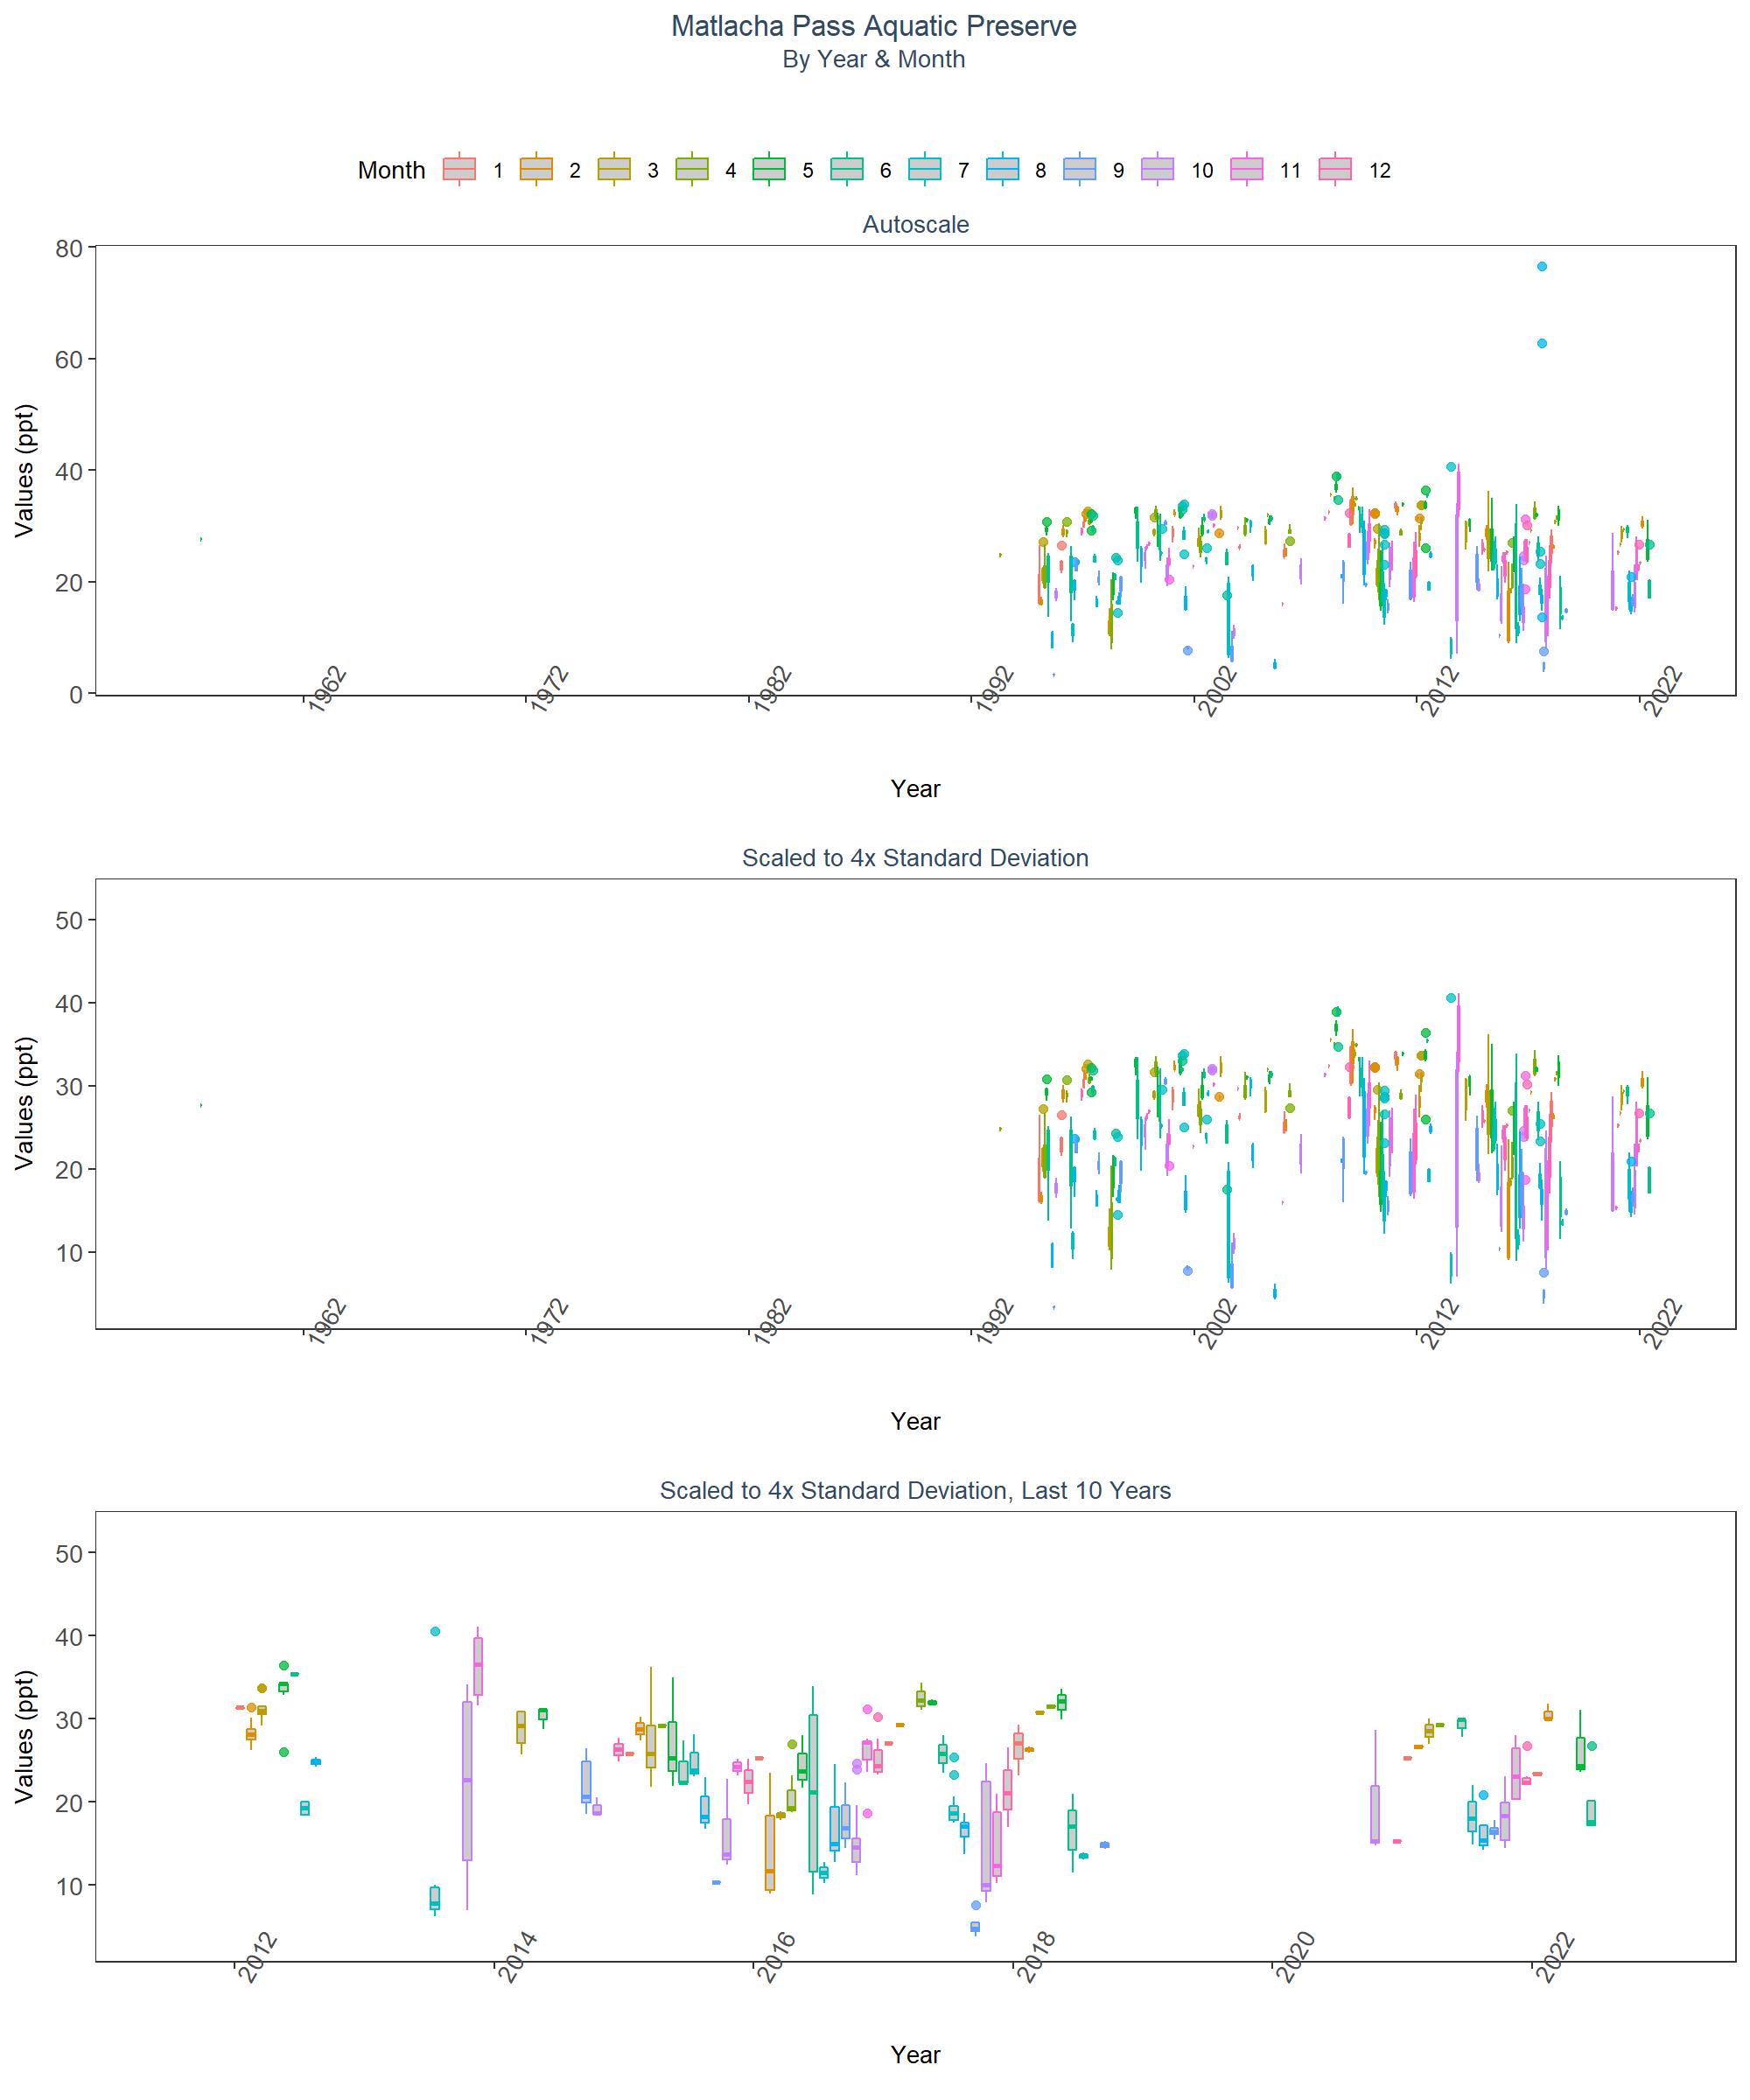 Matlacha Pass Aquatic Preserve
By Year & Month
Month 1 2 3 4 5 6 7 8 9 10 11 12
Autoscale
Values (ppt)
80
60
40
20
0
1962 1972 1982 1992 2002 2012 2022
Year
Scaled to 4x Standard Deviation
Values (ppt)
50
40
30
20
10
1962 1972 1982 1992 2002 2012 2022
Year
Scaled to 4x Standard Deviation, Last 10 Years
Values (ppt)
50
40
30
20
10
2012 2014 2016 2018 2020 2022
Year